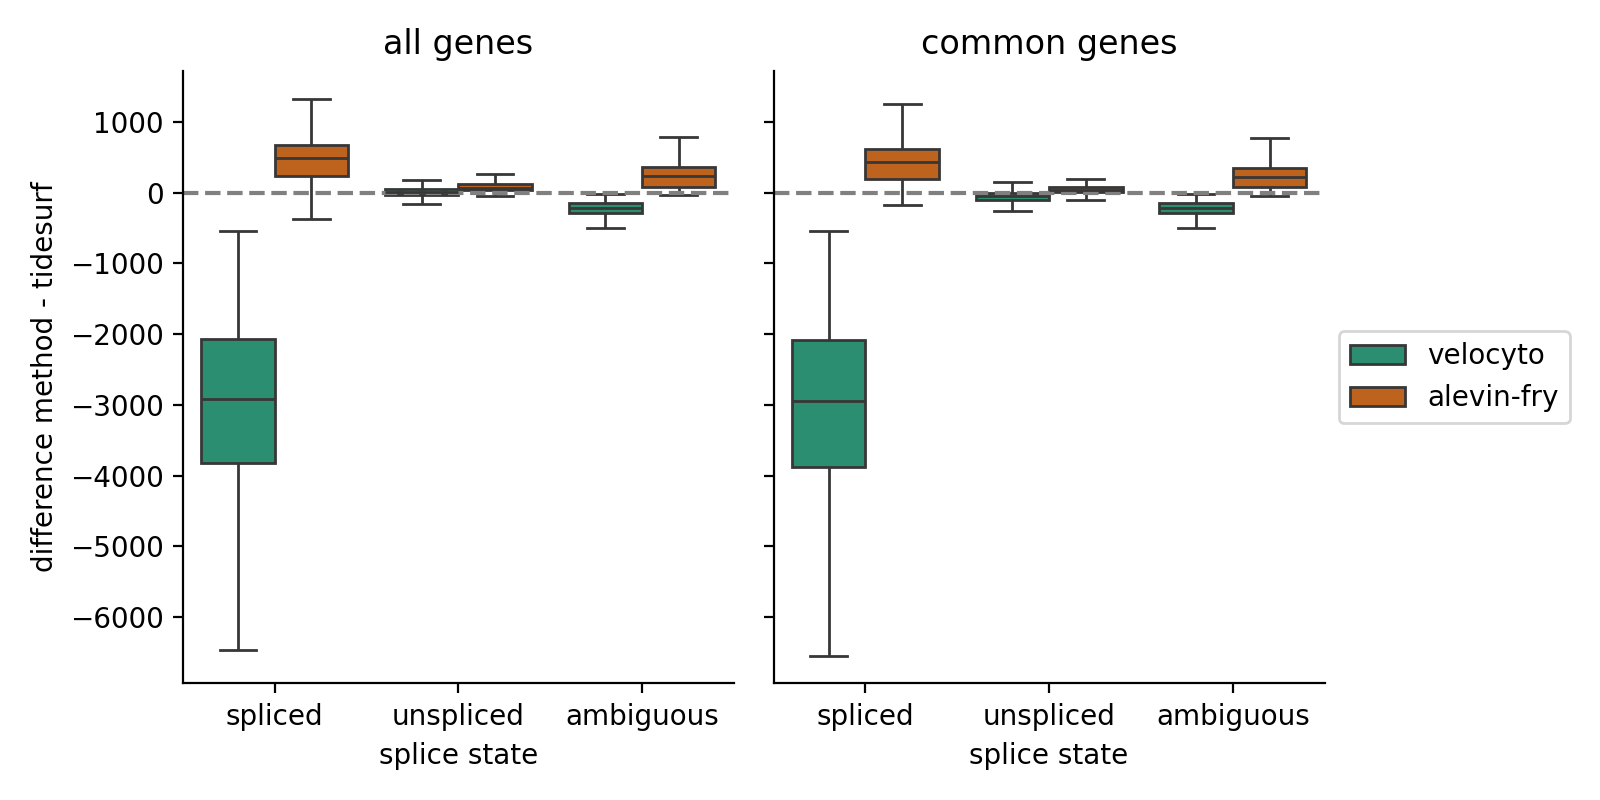 all genes
common genes
difference method - tidesurf
1000
0
−1000
−2000
−3000
−4000
−5000
−6000
spliced
unspliced
ambiguous
splice state
spliced
unspliced
ambiguous
splice state
velocyto
alevin-fry